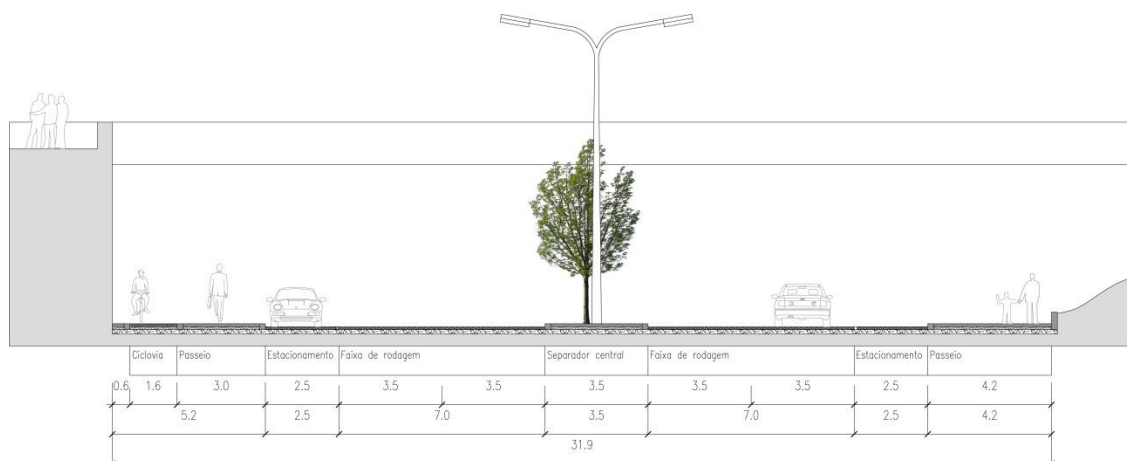 Ciclovia Passeio Estacionamento Faixa de rodagem Separador central Faixa de rodagem Estacionamento Passeio
0.6 1.6 3.0 2.5 3.5 3.5 3.5 3.5 3.5 2.5 4.2
5.2 2.5 7.0 3.5 7.0 2.5 4.2
31.9